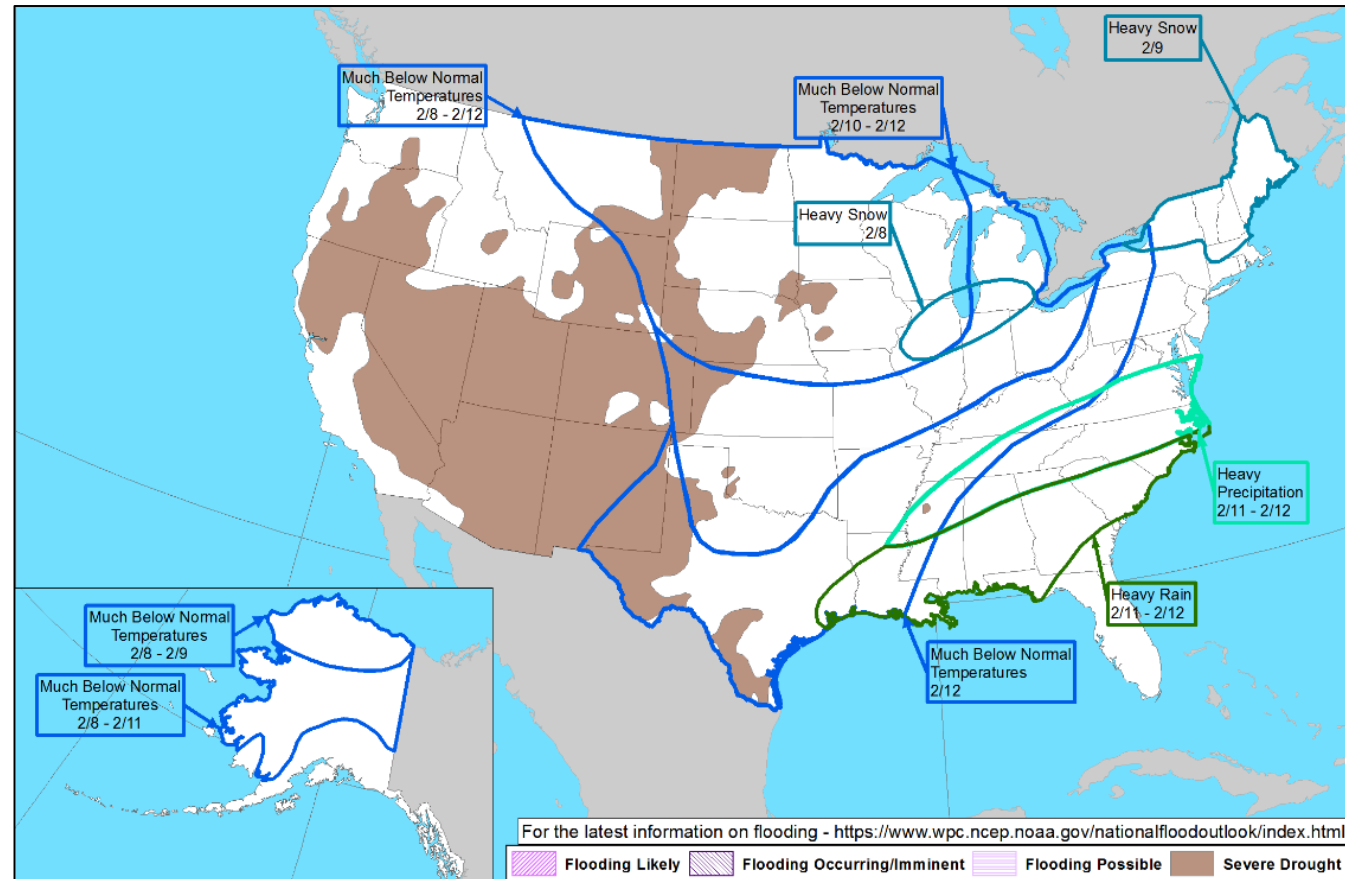 Heavy Snow
2/9
Much Below Normal
Temperatures
2/8 - 2/12
Much Below Normal
Temperatures
2/10 - 2/12
Heavy Snow
2/8
Heavy
Precipitation
2/11 - 2/12
Heavy Rain
2/11 - 2/12
Much Below Normal
Temperatures
2/12
Much Below Normal
Temperatures
2/8 - 2/9
Much Below Normal
Temperatures
2/8 - 2/11
For the latest information on flooding - https://www.wpc.ncep.noaa.gov/nationalfloodoutlook/index.html
Flooding Likely Flooding Occurring/Imminent Flooding Possible Severe Drought